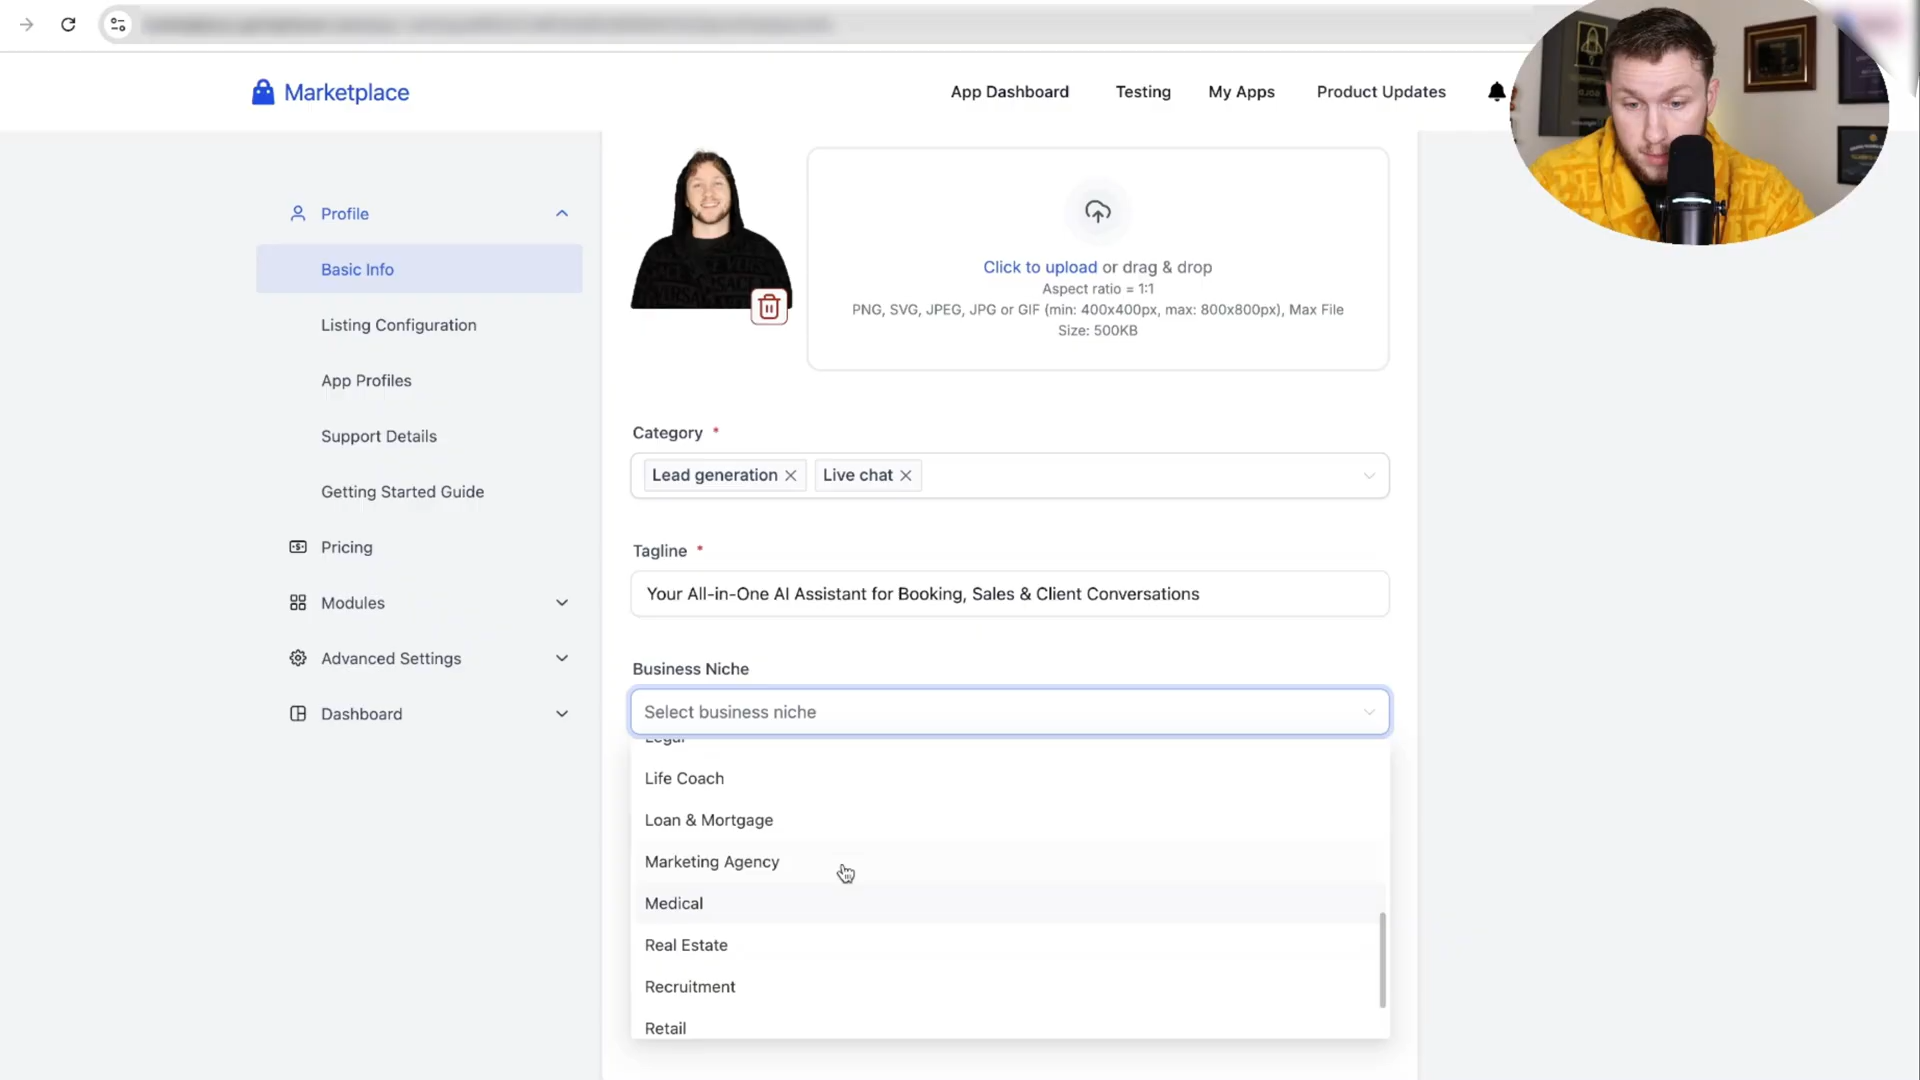 Marketplace
App Dashboard
Testing
My Apps
Product Updates
Profile
Basic Info
Listing Configuration
App Profiles
Support Details
Getting Started Guide
Pricing
Modules
Advanced Settings
Dashboard
Click to upload or drag & drop
Aspect ratio = 1:1
PNG, SVG, JPEG, JPG or GIF (min: 400x400px, max: 800x800px), Max File
Size: 500KB
Category *
Lead generation
Live chat
Tagline *
Your All-in-One AI Assistant for Booking, Sales & Client Conversations
Business Niche
Select business niche
Legal
Life Coach
Loan & Mortgage
Marketing Agency
Medical
Real Estate
Recruitment
Retail